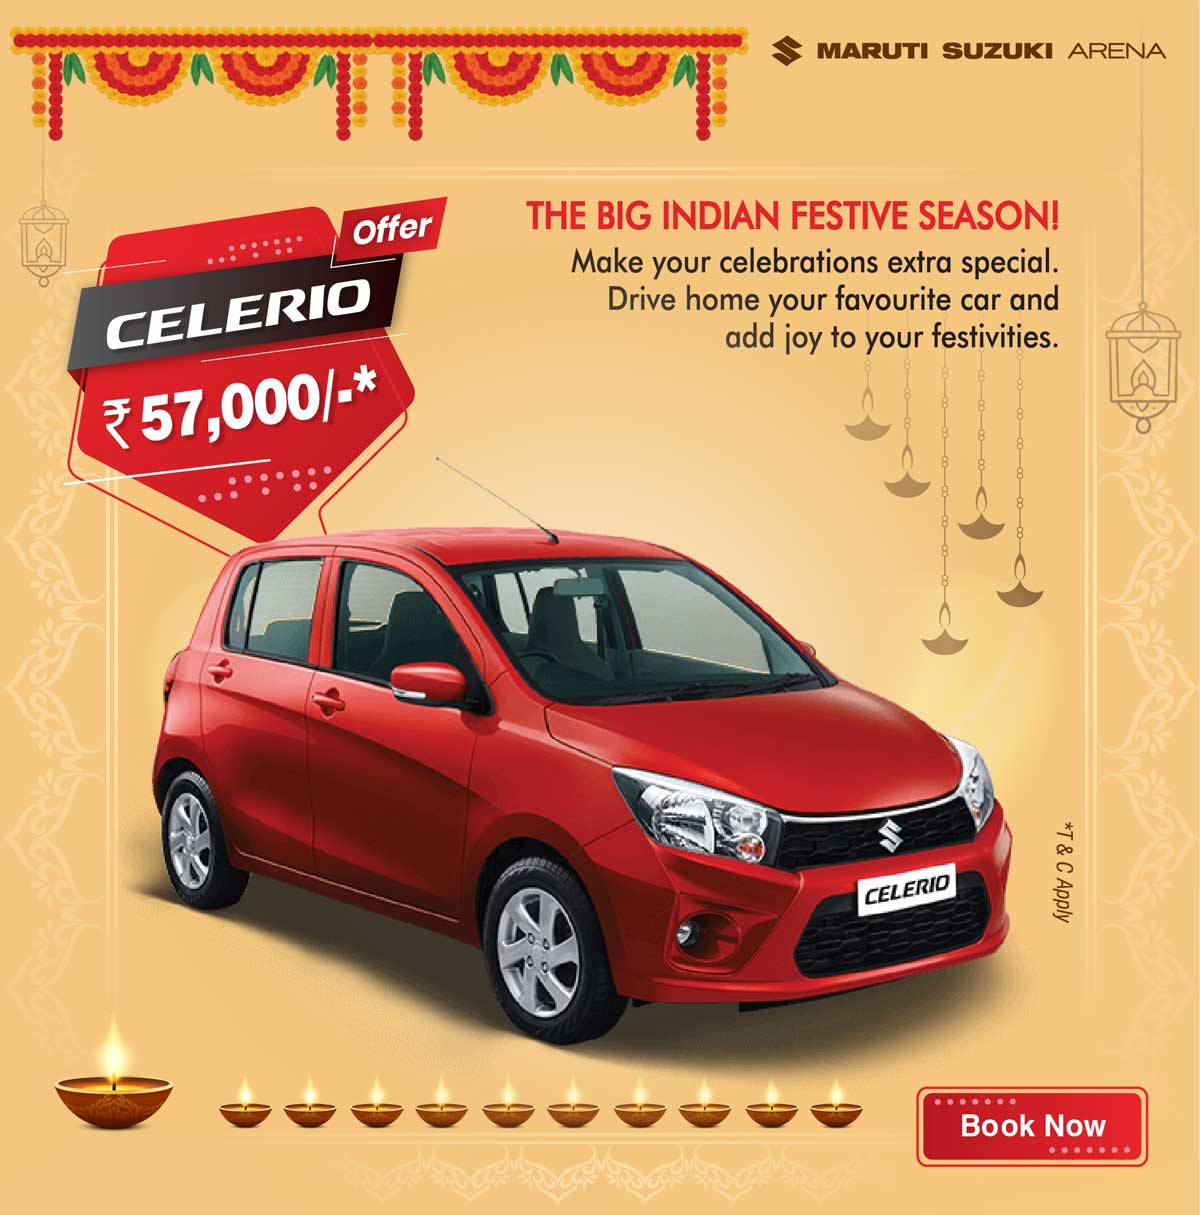 MARUTI SUZUKI ARENA
Offer
CELERIO
₹ 57,000/-*
THE BIG INDIAN FESTIVE SEASON!
Make your celebrations extra special.
Drive home your favourite car and
add joy to your festivities.
CELERIO
*T & C Apply
Book Now